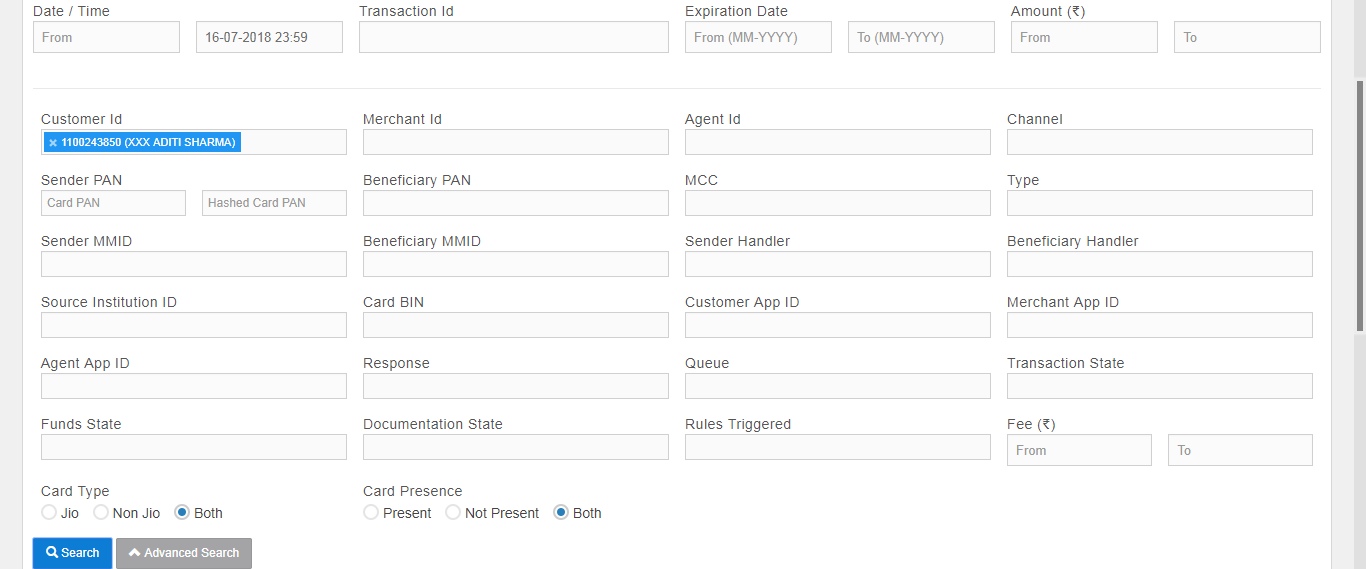 Date / Time Transaction Id Expiration Date Amount (₹)
From 16-07-2018 23:59 From (MM-YYYY) To (MM-YYYY) From To
Customer Id Merchant Id Agent Id Channel
× 1100243850 (XXX ADITI SHARMA)
Sender PAN Beneficiary PAN MCC Type
Card PAN Hashed Card PAN
Sender MMID Beneficiary MMID Sender Handler Beneficiary Handler
Source Institution ID Card BIN Customer App ID Merchant App ID
Agent App ID Response Queue Transaction State
Funds State Documentation State Rules Triggered Fee (₹)
From To
Card Type Card Presence
Jio Non Jio Both Present Not Present Both
Search Advanced Search